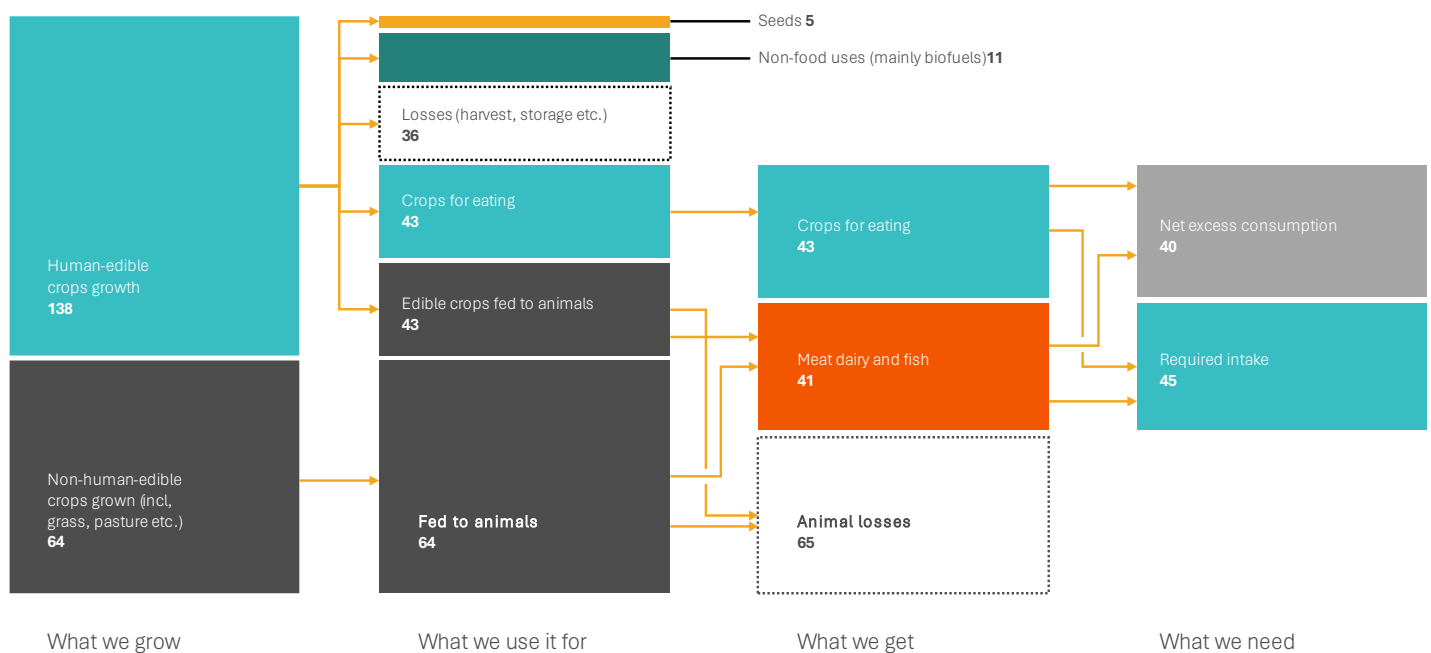 Seeds 5
Non-food uses (mainly biofuels)11
Losses (harvest, storage etc.)
36
Crops for eating
43
Crops for eating
43
Net excess consumption
40
Human-edible
crops growth
138
Edible crops fed to animals
43
Meat dairy and fish
41
Required intake
45
Non-human-edible
crops grown (incl,
grass, pasture etc.)
64
Fed to animals
64
Animal losses
65
What we grow
What we use it for
What we get
What we need